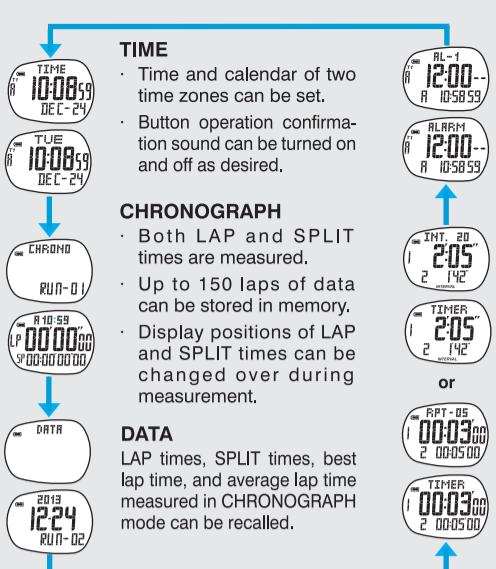 TIME
A 10:08 59
DEC-24
TUE
A 10:08 59
DEC-24
CHRONO
RUN-01
A 10:59
LP 00'00"00
SP 00:00'00"00
DATA
2013
12-24
RUN-02
TIME
· Time and calendar of two
time zones can be set.
· Button operation confirma-
tion sound can be turned on
and off as desired.
CHRONOGRAPH
· Both LAP and SPLIT
times are measured.
· Up to 150 laps of data
can be stored in memory.
· Display positions of LAP
and SPLIT times can be
changed over during
measurement.
DATA
LAP times, SPLIT times, best
lap time, and average lap time
measured in CHRONOGRAPH
mode can be recalled.
AL-1
A 12:00--
A 10:58 59
ALARM
A 12:00--
A 10:58 59
INT. 20
1 2'05"
2 1'42"
INTERVAL
TIMER
1 2'05"
2 1'42"
INTERVAL
or
RPT-05
1 00:03'00
2 00:05'00
TIMER
1 00:03'00
2 00:05'00